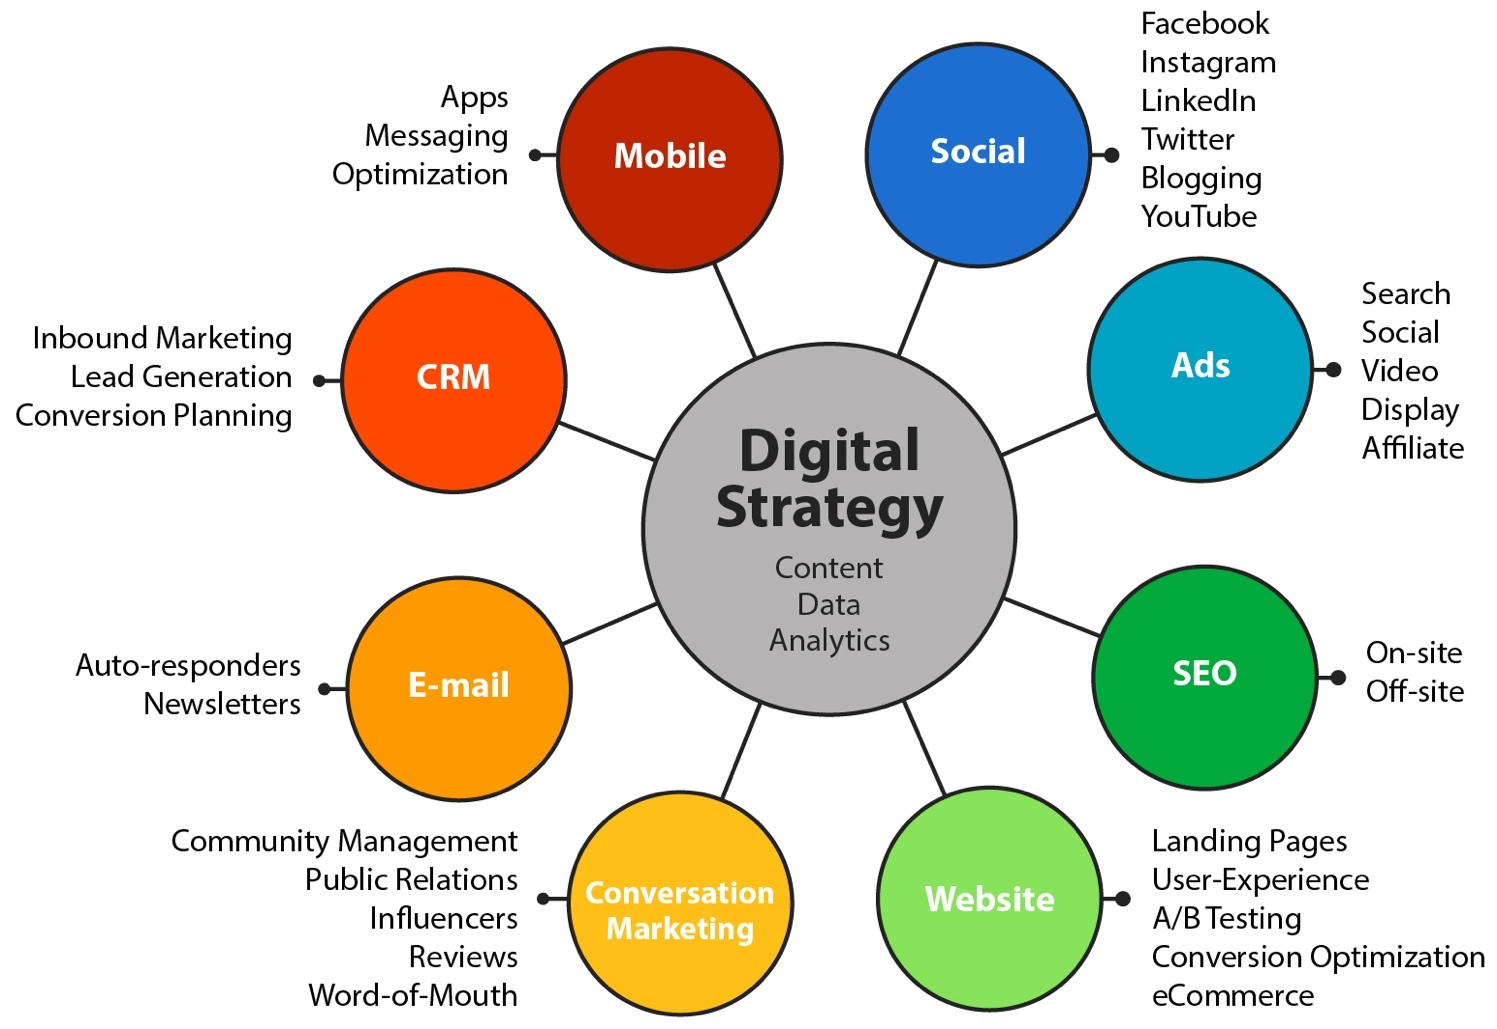 Digital
Strategy
Content
Data
Analytics
Mobile
Apps
Messaging
Optimization
Social
Facebook
Instagram
LinkedIn
Twitter
Blogging
YouTube
Ads
Search
Social
Video
Display
Affiliate
SEO
On-site
Off-site
Website
Landing Pages
User-Experience
A/B Testing
Conversion Optimization
eCommerce
Conversation
Marketing
Community Management
Public Relations
Influencers
Reviews
Word-of-Mouth
E-mail
Auto-responders
Newsletters
CRM
Inbound Marketing
Lead Generation
Conversion Planning